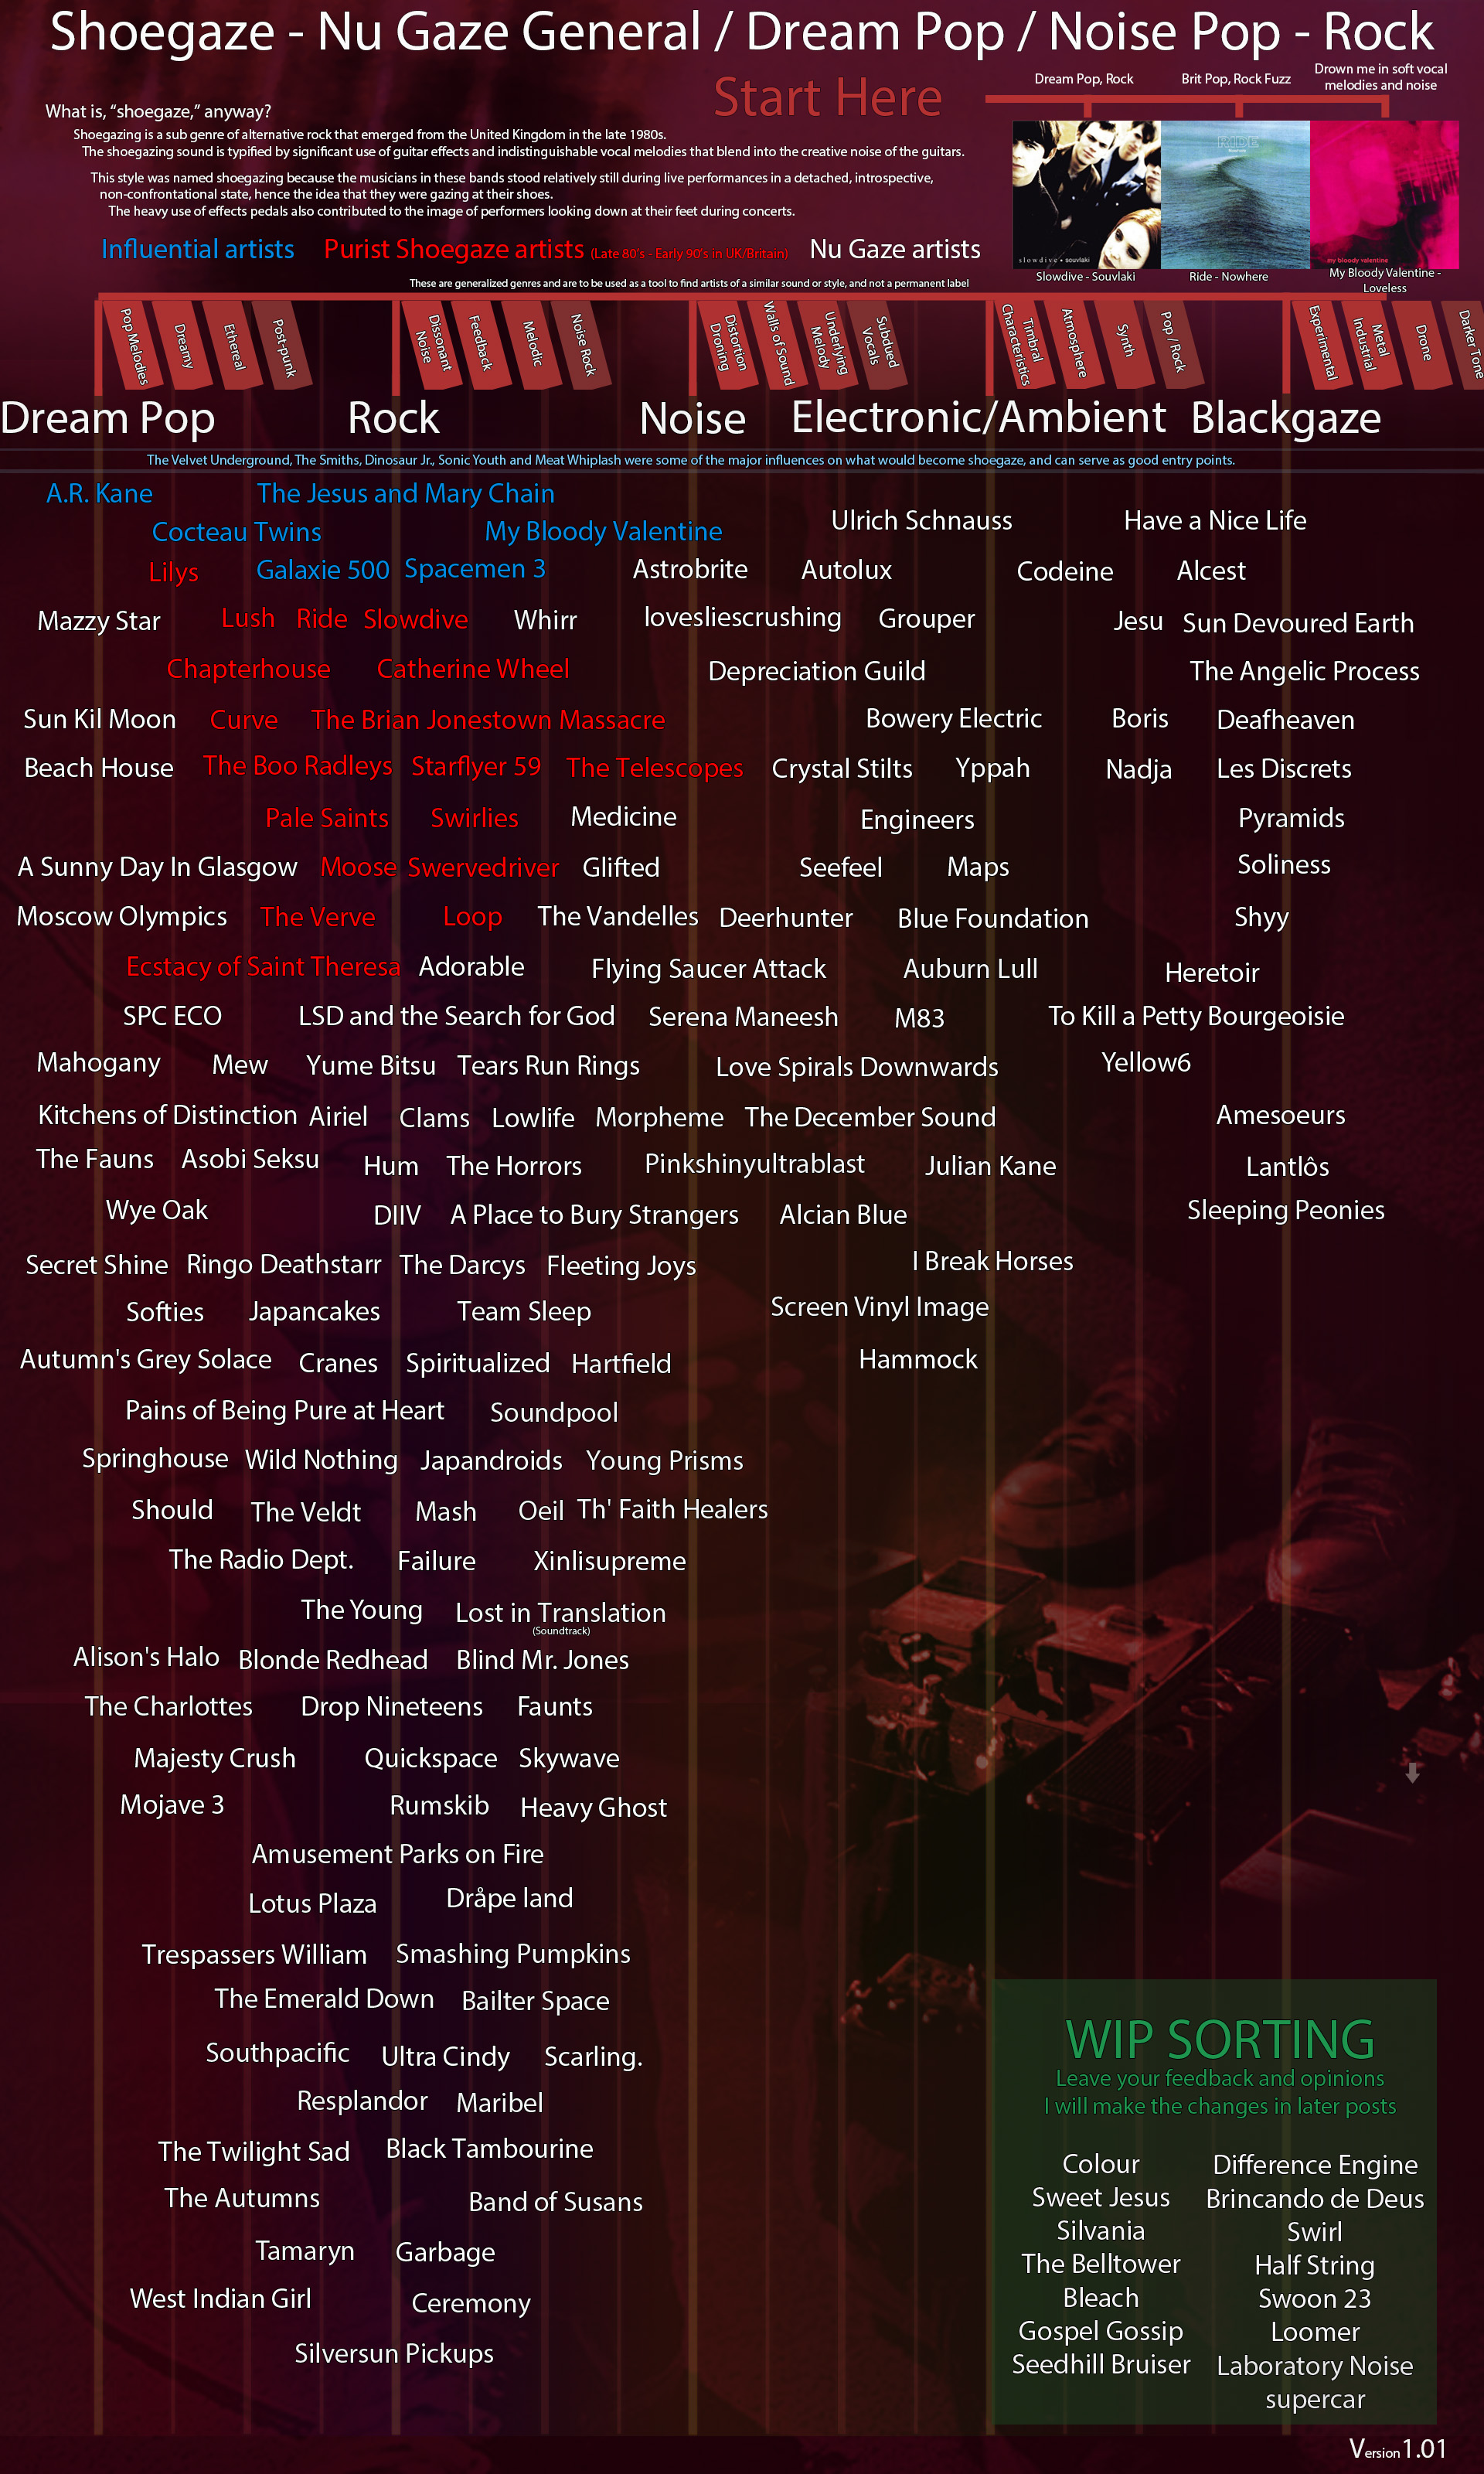 Shoegaze - Nu Gaze General / Dream Pop / Noise Pop - Rock
Start Here
Dream Pop, Rock
Brit Pop, Rock Fuzz
Drown me in soft vocal
melodies and noise
What is, “shoegaze,” anyway?
Shoegazing is a sub genre of alternative rock that emerged from the United Kingdom in the late 1980s.
The shoegazing sound is typified by significant use of guitar effects and indistinguishable vocal melodies that blend into the creative noise of the guitars.
This style was named shoegazing because the musicians in these bands stood relatively still during live performances in a detached, introspective,
non-confrontational state, hence the idea that they were gazing at their shoes.
The heavy use of effects pedals also contributed to the image of performers looking down at their feet during concerts.
RIDE
slowdive • souvlaki
my bloody valentine
Slowdive - Souvlaki
Ride - Nowhere
My Bloody Valentine -
Loveless
Influential artists Purist Shoegaze artists (Late 80's - Early 90's in UK/Britain) Nu Gaze artists
These are generalized genres and are to be used as a tool to find artists of a similar sound or style, and not a permanent label
Pop Melodies
Dreamy
Ethereal
Post-punk
Dissonant
Noise
Feedback
Melodic
Noise Rock
Distortion
Droning
Walls of Sound
Underlying
Melody
Subdued
Vocals
Timbral
Characteristics
Atmosphere
Synth
Pop / Rock
Experimental
Metal
Industrial
Drone
Darker Tone
Dream Pop Rock Noise Electronic/Ambient Blackgaze
The Velvet Underground, The Smiths, Dinosaur Jr., Sonic Youth and Meat Whiplash were some of the major influences on what would become shoegaze, and can serve as good entry points.
A.R. Kane The Jesus and Mary Chain
Cocteau Twins My Bloody Valentine Ulrich Schnauss Have a Nice Life
Lilys Galaxie 500 Spacemen 3 Astrobrite Autolux Codeine Alcest
Mazzy Star Lush Ride Slowdive Whirr lovesliescrushing Grouper Jesu Sun Devoured Earth
Chapterhouse Catherine Wheel Depreciation Guild The Angelic Process
Sun Kil Moon Curve The Brian Jonestown Massacre Bowery Electric Boris Deafheaven
Beach House The Boo Radleys Starflyer 59 The Telescopes Crystal Stilts Yppah Nadja Les Discrets
Pale Saints Swirlies Medicine Engineers Pyramids
A Sunny Day In Glasgow Moose Swervedriver Glifted Seefeel Maps Soliness
Moscow Olympics The Verve Loop The Vandelles Deerhunter Blue Foundation Shyy
Ecstacy of Saint Theresa Adorable Flying Saucer Attack Auburn Lull Heretoir
SPC ECO LSD and the Search for God Serena Maneesh M83 To Kill a Petty Bourgeoisie
Mahogany Mew Yume Bitsu Tears Run Rings Love Spirals Downwards Yellow6
Kitchens of Distinction Airiel Clams Lowlife Morpheme The December Sound Amesoeurs
The Fauns Asobi Seksu Hum The Horrors Pinkshinyultrablast Julian Kane Lantlôs
Wye Oak DIIV A Place to Bury Strangers Alcian Blue Sleeping Peonies
Secret Shine Ringo Deathstarr The Darcys Fleeting Joys I Break Horses
Softies Japancakes Team Sleep Screen Vinyl Image
Autumn's Grey Solace Cranes Spiritualized Hartfield Hammock
Pains of Being Pure at Heart Soundpool
Springhouse Wild Nothing Japandroids Young Prisms
Should The Veldt Mash Oeil Th' Faith Healers
The Radio Dept. Failure Xinlisupreme
The Young Lost in Translation
(Soundtrack)
Alison's Halo Blonde Redhead Blind Mr. Jones
The Charlottes Drop Nineteens Faunts
Majesty Crush Quickspace Skywave
Mojave 3 Rumskib Heavy Ghost
Amusement Parks on Fire
Lotus Plaza Dråpe land
Trespassers William Smashing Pumpkins
The Emerald Down Bailter Space
Southpacific Ultra Cindy Scarling.
Resplandor Maribel
The Twilight Sad Black Tambourine
The Autumns Band of Susans
Tamaryn Garbage
West Indian Girl Ceremony
Silversun Pickups
WIP SORTING
Leave your feedback and opinions
I will make the changes in later posts
Colour Difference Engine
Sweet Jesus Brincando de Deus
Silvania Swirl
The Belltower Half String
Bleach Swoon 23
Gospel Gossip Loomer
Seedhill Bruiser Laboratory Noise
supercar
Version 1.01